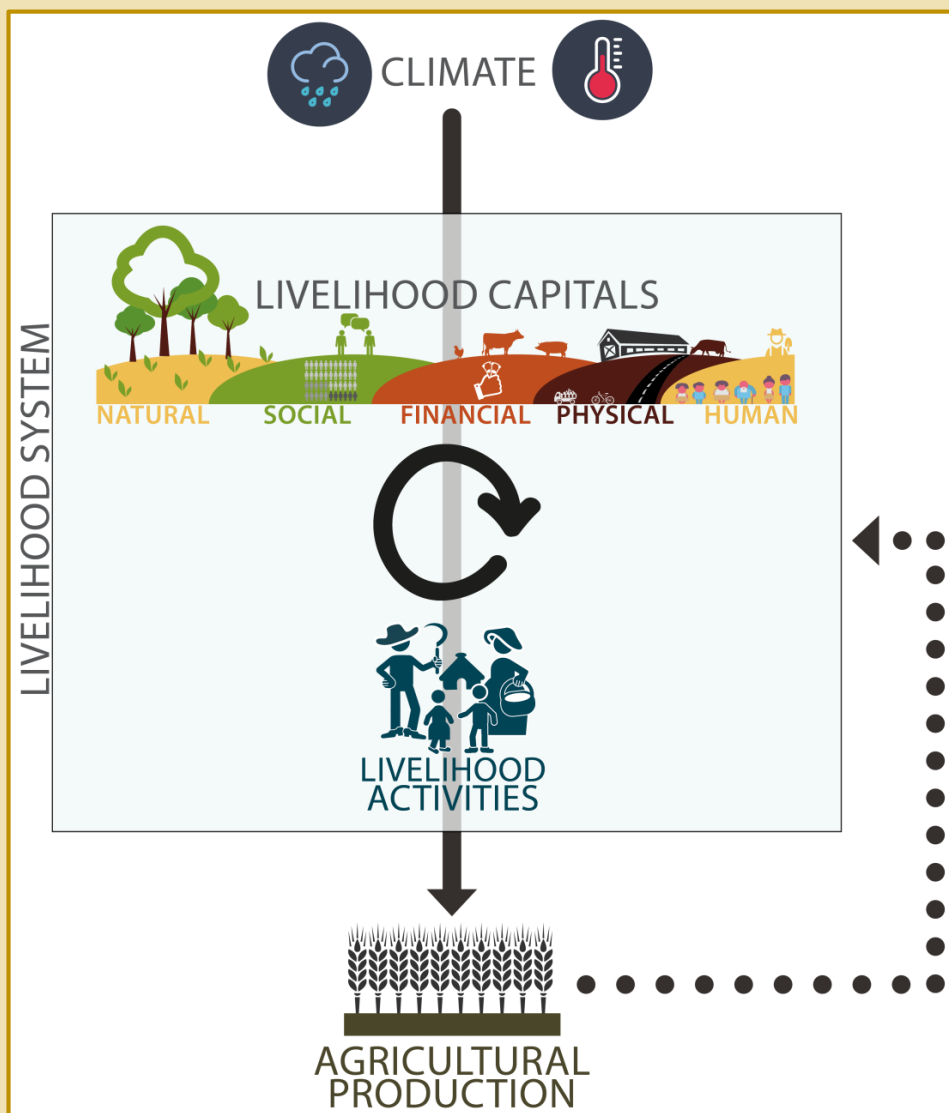 CLIMATE
LIVELIHOOD SYSTEM
LIVELIHOOD CAPITALS
NATURAL
SOCIAL
FINANCIAL
PHYSICAL
HUMAN
LIVELIHOOD
ACTIVITIES
AGRICULTURAL
PRODUCTION